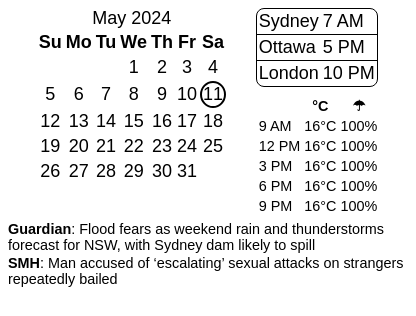 May 2024
Su Mo Tu We Th Fr Sa
1 2 3 4
5 6 7 8 9 10 11
12 13 14 15 16 17 18
19 20 21 22 23 24 25
26 27 28 29 30 31
Sydney 7 AM
Ottawa 5 PM
London 10 PM
°C ☂
9 AM 16°C 100%
12 PM 16°C 100%
3 PM 16°C 100%
6 PM 16°C 100%
9 PM 16°C 100%
Guardian: Flood fears as weekend rain and thunderstorms
forecast for NSW, with Sydney dam likely to spill
SMH: Man accused of ‘escalating’ sexual attacks on strangers
repeatedly bailed